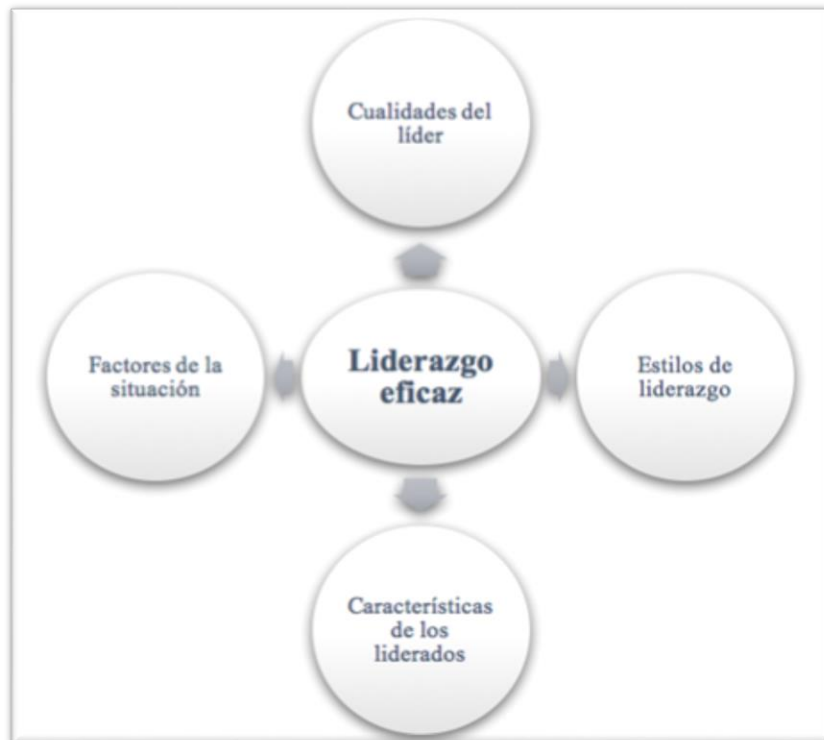 Cualidades del
líder
Factores de la
situación
Liderazgo
eficaz
Estilos de
liderazgo
Características
de los
liderados